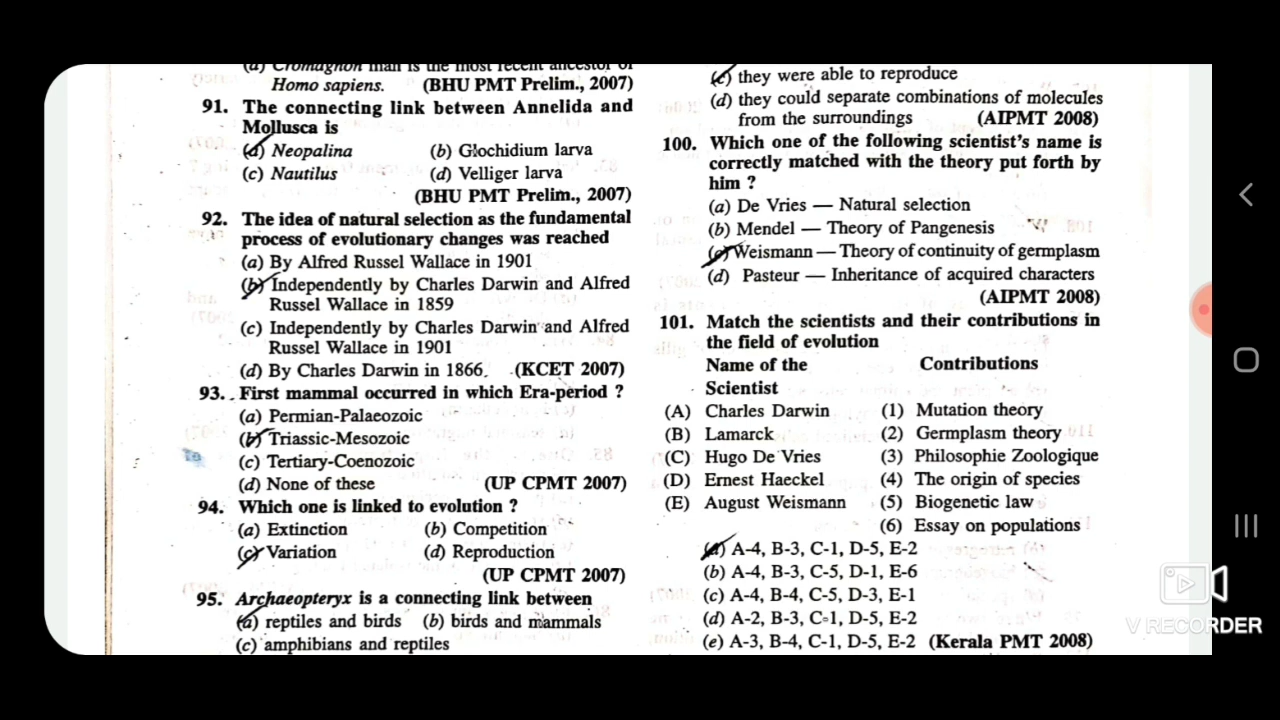 (d) Cromagnon man is the most recent ancestor of
Homo sapiens. (BHU PMT Prelim., 2007)
91. The connecting link between Annelida and
Mollusca is
(a) Neopalina (b) Glochidium larva
(c) Nautilus (d) Velliger larva
(BHU PMT Prelim., 2007)
92. The idea of natural selection as the fundamental
process of evolutionary changes was reached
(a) By Alfred Russel Wallace in 1901
(b) Independently by Charles Darwin and Alfred
Russel Wallace in 1859
(c) Independently by Charles Darwin and Alfred
Russel Wallace in 1901
(d) By Charles Darwin in 1866. (KCET 2007)
93. First mammal occurred in which Era-period ?
(a) Permian-Palaeozoic
(b) Triassic-Mesozoic
(c) Tertiary-Coenozoic
(d) None of these (UP CPMT 2007)
94. Which one is linked to evolution ?
(a) Extinction (b) Competition
(c) Variation (d) Reproduction
(UP CPMT 2007)
95. Archaeopteryx is a connecting link between
(a) reptiles and birds (b) birds and mammals
(c) amphibians and reptiles
(c) they were able to reproduce
(d) they could separate combinations of molecules
from the surroundings (AIPMT 2008)
100. Which one of the following scientist's name is
correctly matched with the theory put forth by
him ?
(a) De Vries — Natural selection
(b) Mendel — Theory of Pangenesis
(c) Weismann — Theory of continuity of germplasm
(d) Pasteur — Inheritance of acquired characters
(AIPMT 2008)
101. Match the scientists and their contributions in
the field of evolution
Name of the Contributions
Scientist
(A) Charles Darwin (1) Mutation theory
(B) Lamarck (2) Germplasm theory
(C) Hugo De Vries (3) Philosophie Zoologique
(D) Ernest Haeckel (4) The origin of species
(E) August Weismann (5) Biogenetic law
(6) Essay on populations
(a) A-4, B-3, C-1, D-5, E-2
(b) A-4, B-3, C-5, D-1, E-6
(c) A-4, B-4, C-5, D-3, E-1
(d) A-2, B-3, C-1, D-5, E-2
(e) A-3, B-4, C-1, D-5, E-2 (Kerala PMT 2008)
V RECORDER